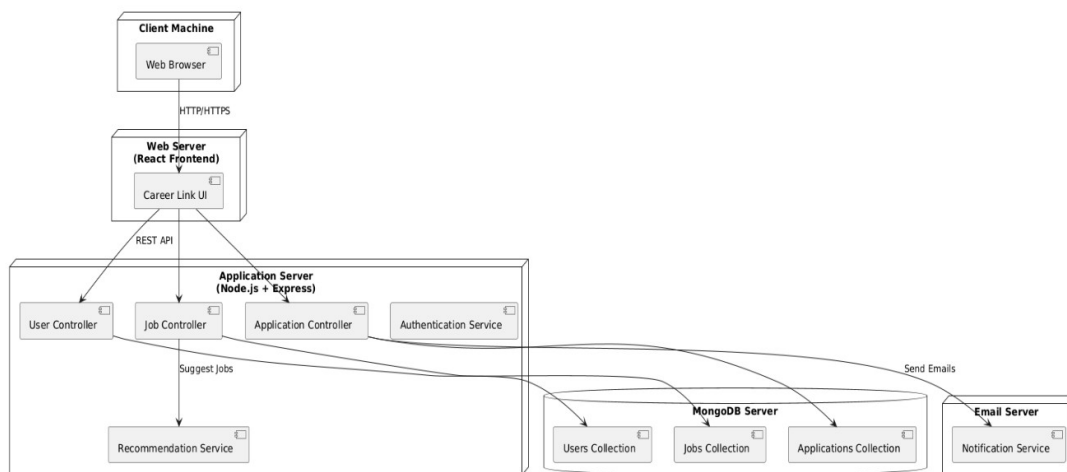 Client Machine
Web Browser
HTTP/HTTPS
Web Server
(React Frontend)
Career Link UI
REST API
Application Server
(Node.js + Express)
User Controller
Job Controller
Application Controller
Authentication Service
Suggest Jobs
Send Emails
MongoDB Server
Email Server
Recommendation Service
Users Collection
Jobs Collection
Applications Collection
Notification Service